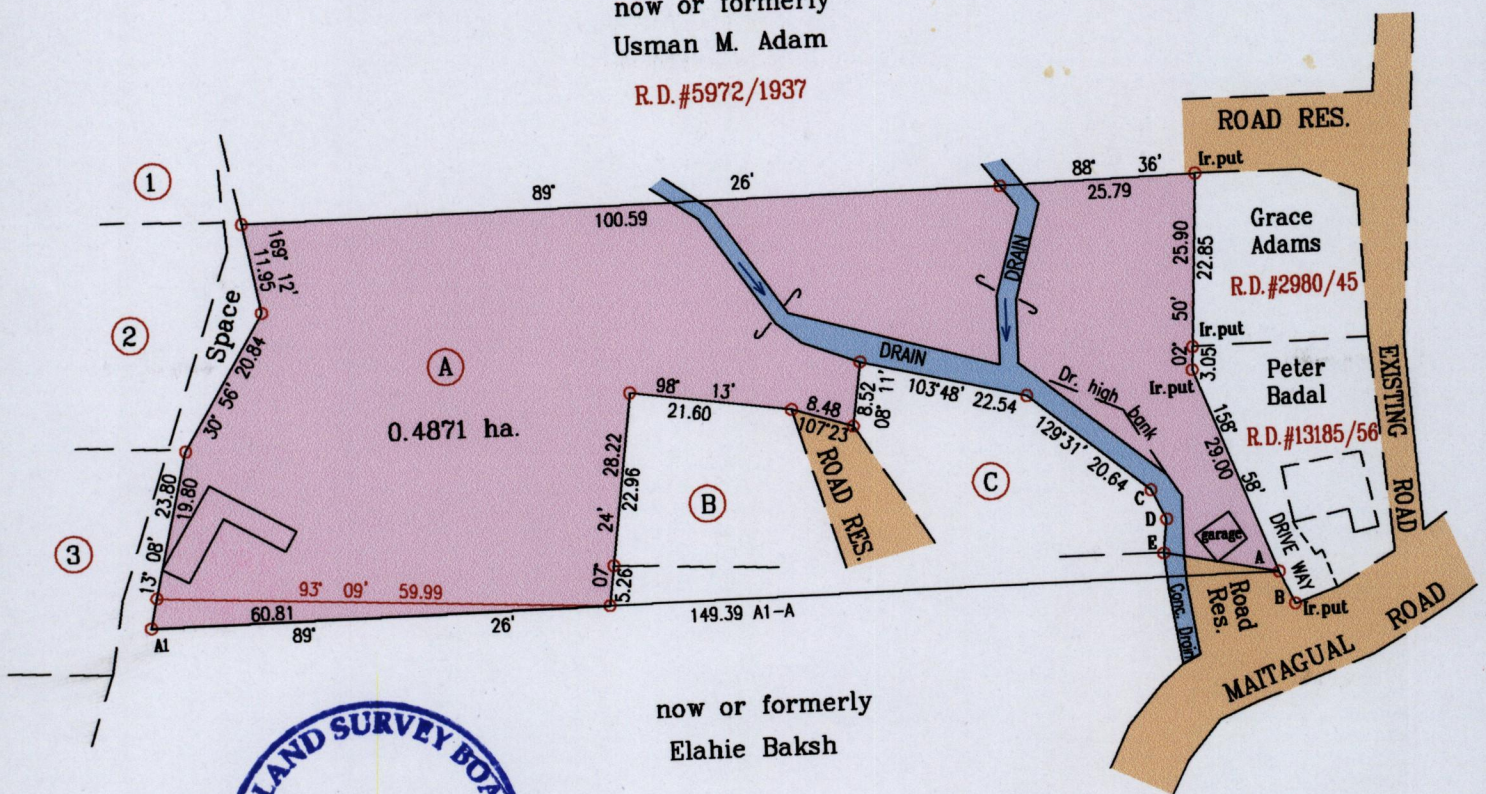 now or formerly
Usman M. Adam
R.D.#5972/1937
ROAD RES.
Ir.put
1
89° 26'
100.59
88° 36'
25.79
169° 12'
11.95
DRAIN
25.90
22.85
02° 50'
Grace
Adams
R.D.#2980/45
2
Space
30° 56' 20.84
A
0.4871 ha.
DRAIN
Ir.put
3.05
Ir.put
Peter
Badal
R.D.#13185/56
EXISTING ROAD
98° 13'
21.60
8.48
107°23'
8.52
08° 11'
103°48' 22.54
Dr. high bank
129°31' 20.64
158° 58'
29.00
28.22
22.96
07° 24'
B
ROAD RES.
C
C
D
E
garage
A
B
DRIVE WAY
Ir.put
3
23.80
19.80
13° 08'
93° 09' 59.99
60.81
89° 26'
A1
5.26
149.39 A1-A
Conc. Drain
Road
Res.
MAITAGUAL ROAD
now or formerly
Elahie Baksh
LAND SURVEY BOA